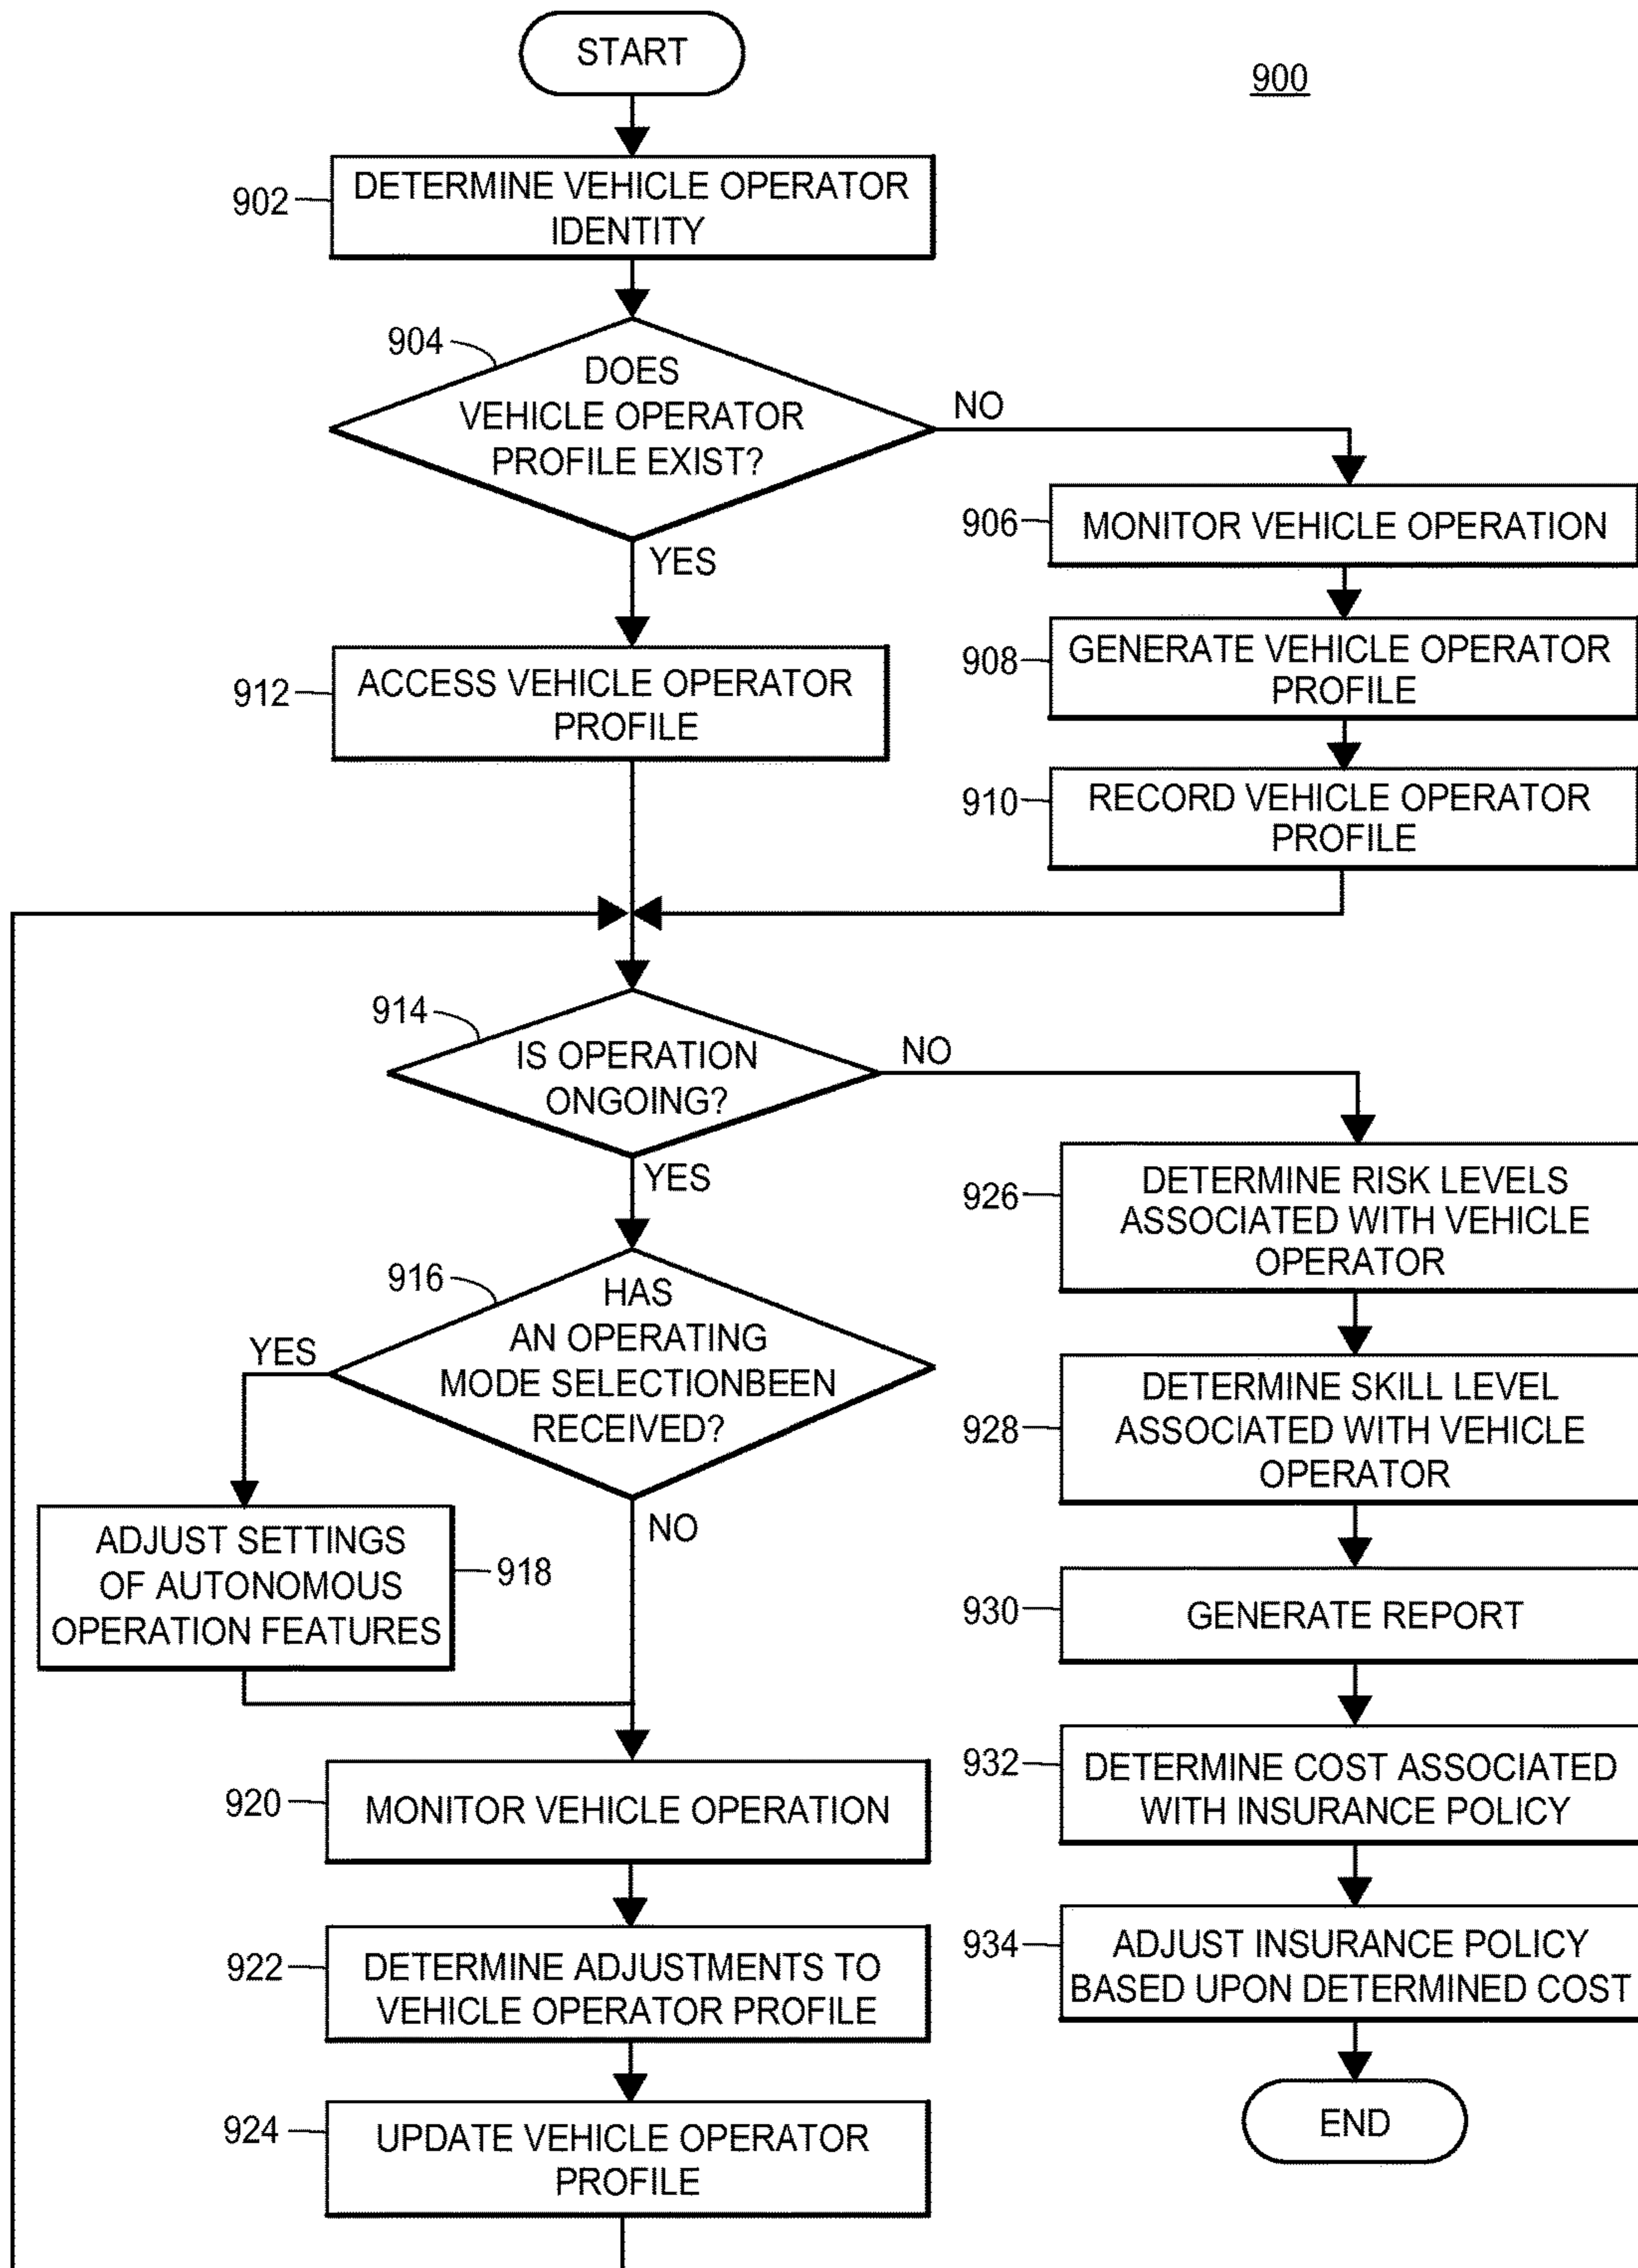 START
900
902
DETERMINE VEHICLE OPERATOR
IDENTITY
904
DOES
VEHICLE OPERATOR
PROFILE EXIST?
NO
YES
906
MONITOR VEHICLE OPERATION
908
GENERATE VEHICLE OPERATOR
PROFILE
910
RECORD VEHICLE OPERATOR
PROFILE
912
ACCESS VEHICLE OPERATOR
PROFILE
914
IS OPERATION
ONGOING?
NO
YES
916
HAS
AN OPERATING
MODE SELECTIONBEEN
RECEIVED?
YES
NO
ADJUST SETTINGS
OF AUTONOMOUS
OPERATION FEATURES
918
920
MONITOR VEHICLE OPERATION
922
DETERMINE ADJUSTMENTS TO
VEHICLE OPERATOR PROFILE
924
UPDATE VEHICLE OPERATOR
PROFILE
926
DETERMINE RISK LEVELS
ASSOCIATED WITH VEHICLE
OPERATOR
928
DETERMINE SKILL LEVEL
ASSOCIATED WITH VEHICLE
OPERATOR
930
GENERATE REPORT
932
DETERMINE COST ASSOCIATED
WITH INSURANCE POLICY
934
ADJUST INSURANCE POLICY
BASED UPON DETERMINED COST
END